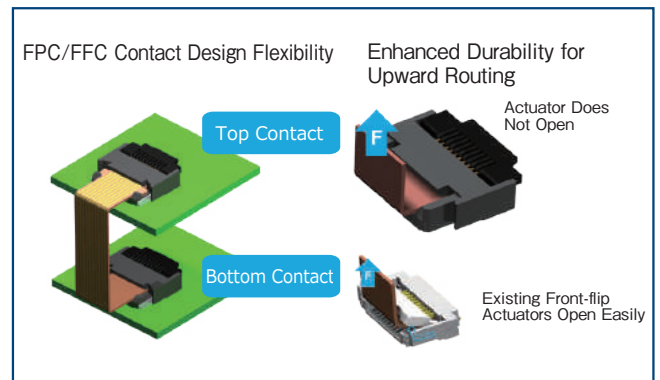 FPC/FFC Contact Design Flexibility
Enhanced Durability for
Upward Routing
Actuator Does
Not Open
Top Contact
F
Bottom Contact
F
Existing Front-flip
Actuators Open Easily